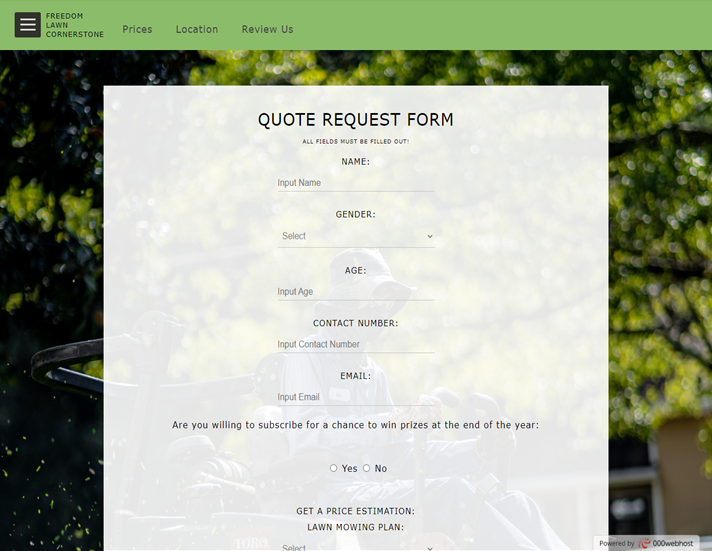 FREEDOM
LAWN
CORNERSTONE
Prices
Location
Review Us
QUOTE REQUEST FORM
ALL FIELDS MUST BE FILLED OUT!
NAME:
Input Name
GENDER:
Select
AGE:
Input Age
CONTACT NUMBER:
Input Contact Number
EMAIL:
Input Email
Are you willing to subscribe for a chance to win prizes at the end of the year:
Yes No
GET A PRICE ESTIMATION:
LAWN MOWING PLAN:
Select
Powered by 000webhost